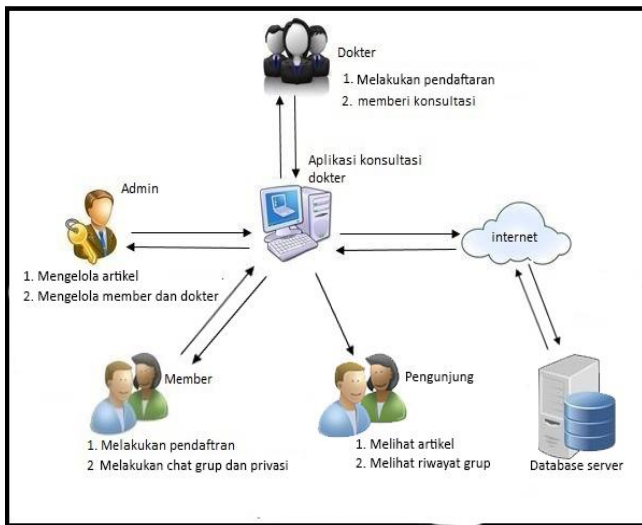 Dokter
1. Melakukan pendaftaran
2. memberi konsultasi
Aplikasi konsultasi
dokter
Admin
1. Mengelola artikel
2. Mengelola member dan dokter
internet
Member
1. Melakukan pendaftran
2 Melakukan chat grup dan privasi
Pengunjung
1. Melihat artikel
2. Melihat riwayat grup
Database server